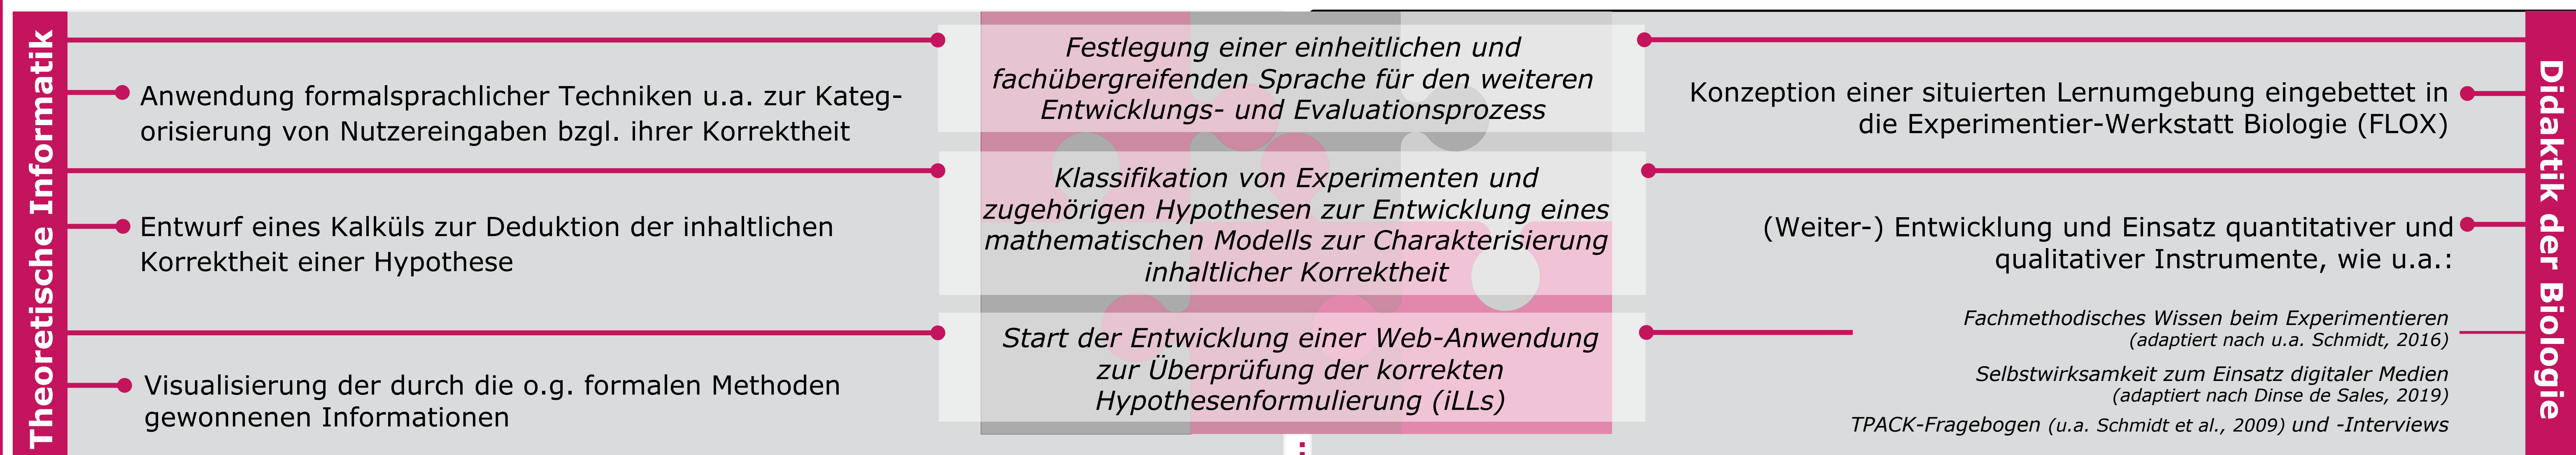 Theoretische Informatik
Anwendung formalsprachlicher Techniken u.a. zur Kateg-
orisierung von Nutzereingaben bzgl. ihrer Korrektheit
Entwurf eines Kalküls zur Deduktion der inhaltlichen
Korrektheit einer Hypothese
Visualisierung der durch die o.g. formalen Methoden
gewonnenen Informationen
Festlegung einer einheitlichen und
fachübergreifenden Sprache für den weiteren
Entwicklungs- und Evaluationsprozess
Klassifikation von Experimenten und
zugehörigen Hypothesen zur Entwicklung eines
mathematischen Modells zur Charakterisierung
inhaltlicher Korrektheit
Start der Entwicklung einer Web-Anwendung
zur Überprüfung der korrekten
Hypothesenformulierung (iLLs)
Konzeption einer situierten Lernumgebung eingebettet in
die Experimentier-Werkstatt Biologie (FLOX)
(Weiter-) Entwicklung und Einsatz quantitativer und
qualitativer Instrumente, wie u.a.:
Fachmethodisches Wissen beim Experimentieren
(adaptiert nach u.a. Schmidt, 2016)
Selbstwirksamkeit zum Einsatz digitaler Medien
(adaptiert nach Dinse de Sales, 2019)
TPACK-Fragebogen (u.a. Schmidt et al., 2009) und -Interviews
Didaktik der Biologie